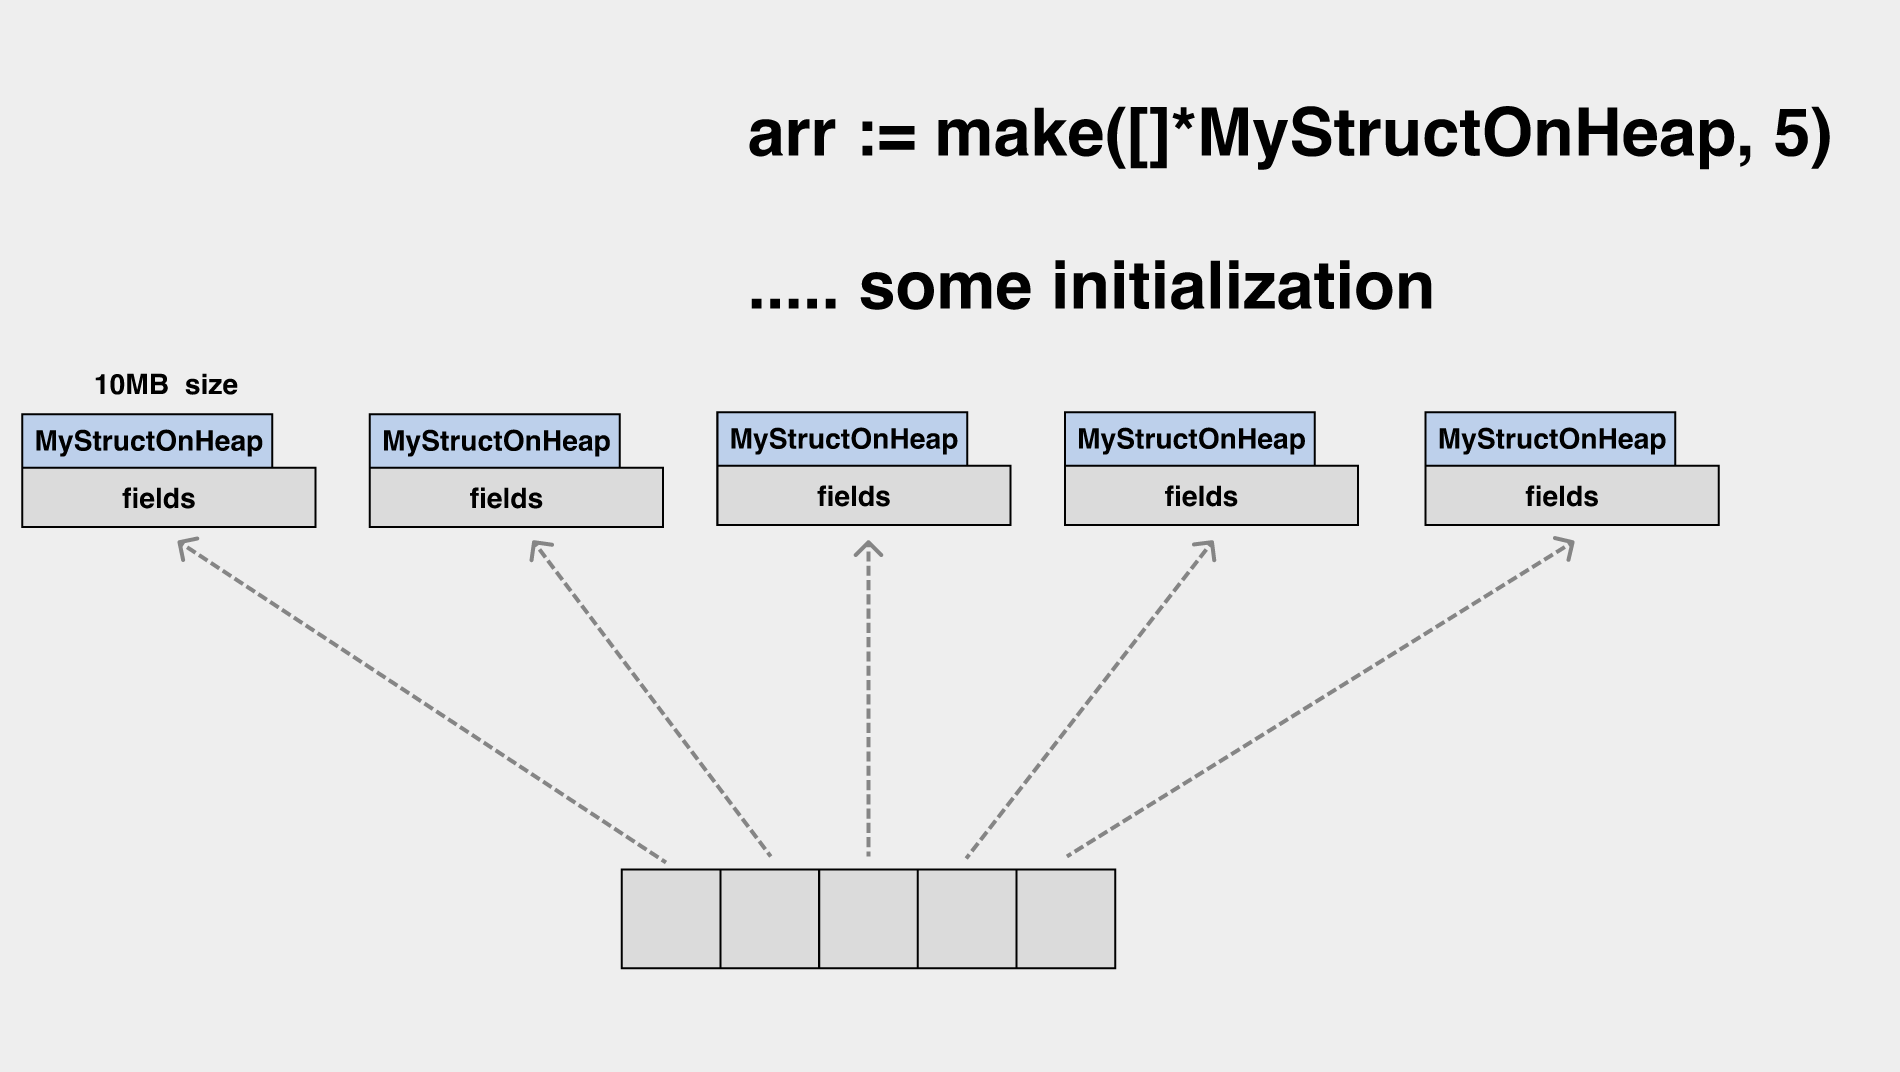 arr := make([]*MyStructOnHeap, 5)
..... some initialization
10MB  size
MyStructOnHeap
fields
MyStructOnHeap
fields
MyStructOnHeap
fields
MyStructOnHeap
fields
MyStructOnHeap
fields